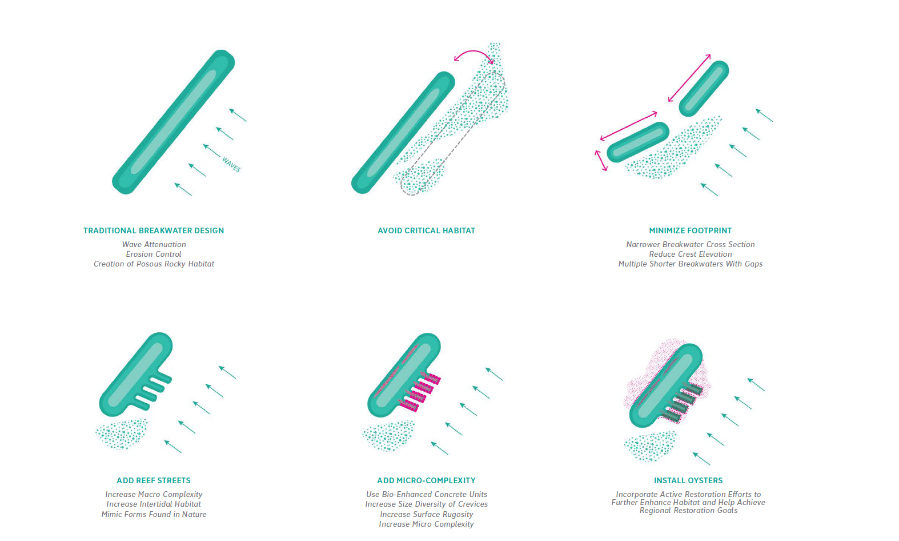 WAVES
TRADITIONAL BREAKWATER DESIGN
Wave Attenuation
Erosion Control
Creation of Posous Rocky Habitat
AVOID CRITICAL HABITAT
MINIMIZE FOOTPRINT
Narrower Breakwater Cross Section
Reduce Crest Elevation
Multiple Shorter Breakwaters With Gaps
ADD REEF STREETS
Increase Macro Complexity
Increase Intertidal Habitat
Mimic Forms Found in Nature
ADD MICRO-COMPLEXITY
Use Bio-Enhanced Concrete Units
Increase Size Diversity of Crevices
Increase Surface Rugosity
Increase Micro Complexity
INSTALL OYSTERS
Incorporate Active Restoration Efforts to
Further Enhance Habitat and Help Achieve
Regional Restoration Goals